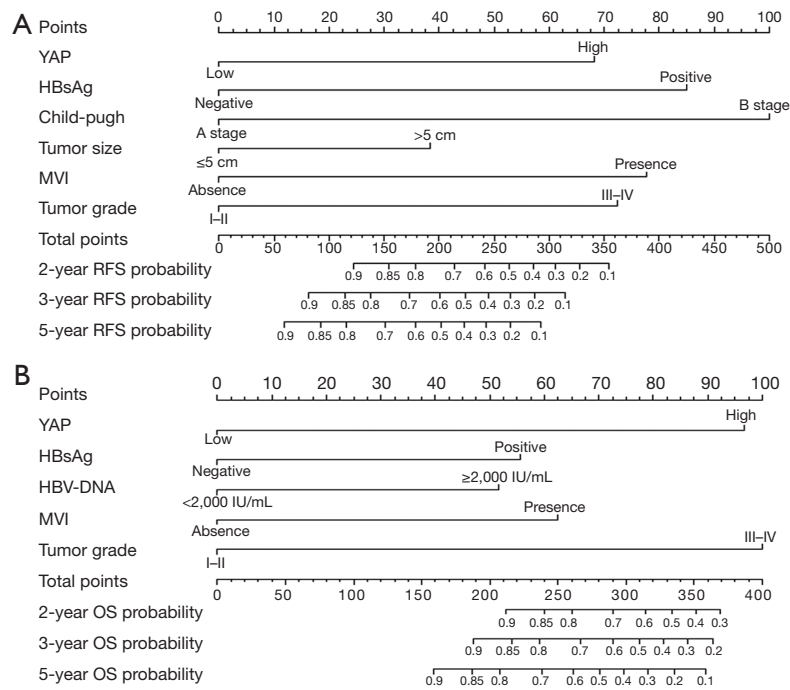 A Points 0 10 20 30 40 50 60 70 80 90 100
YAP High
Low
HBsAg Positive
Negative
Child-pugh B stage
A stage
Tumor size >5 cm
≤5 cm
MVI Presence
Absence
Tumor grade III–IV
I–II
Total points 0 50 100 150 200 250 300 350 400 450 500
2-year RFS probability 0.9 0.85 0.8 0.7 0.6 0.5 0.4 0.3 0.2 0.1
3-year RFS probability 0.9 0.85 0.8 0.7 0.6 0.5 0.4 0.3 0.2 0.1
5-year RFS probability 0.9 0.85 0.8 0.7 0.6 0.5 0.4 0.3 0.2 0.1
B Points 0 10 20 30 40 50 60 70 80 90 100
YAP High
Low
HBsAg Positive
Negative
HBV-DNA ≥2,000 IU/mL
<2,000 IU/mL
MVI Presence
Absence
Tumor grade III–IV
I–II
Total points 0 50 100 150 200 250 300 350 400
2-year OS probability 0.9 0.85 0.8 0.7 0.6 0.5 0.4 0.3
3-year OS probability 0.9 0.85 0.8 0.7 0.6 0.5 0.4 0.3 0.2
5-year OS probability 0.9 0.85 0.8 0.7 0.6 0.5 0.4 0.3 0.2 0.1